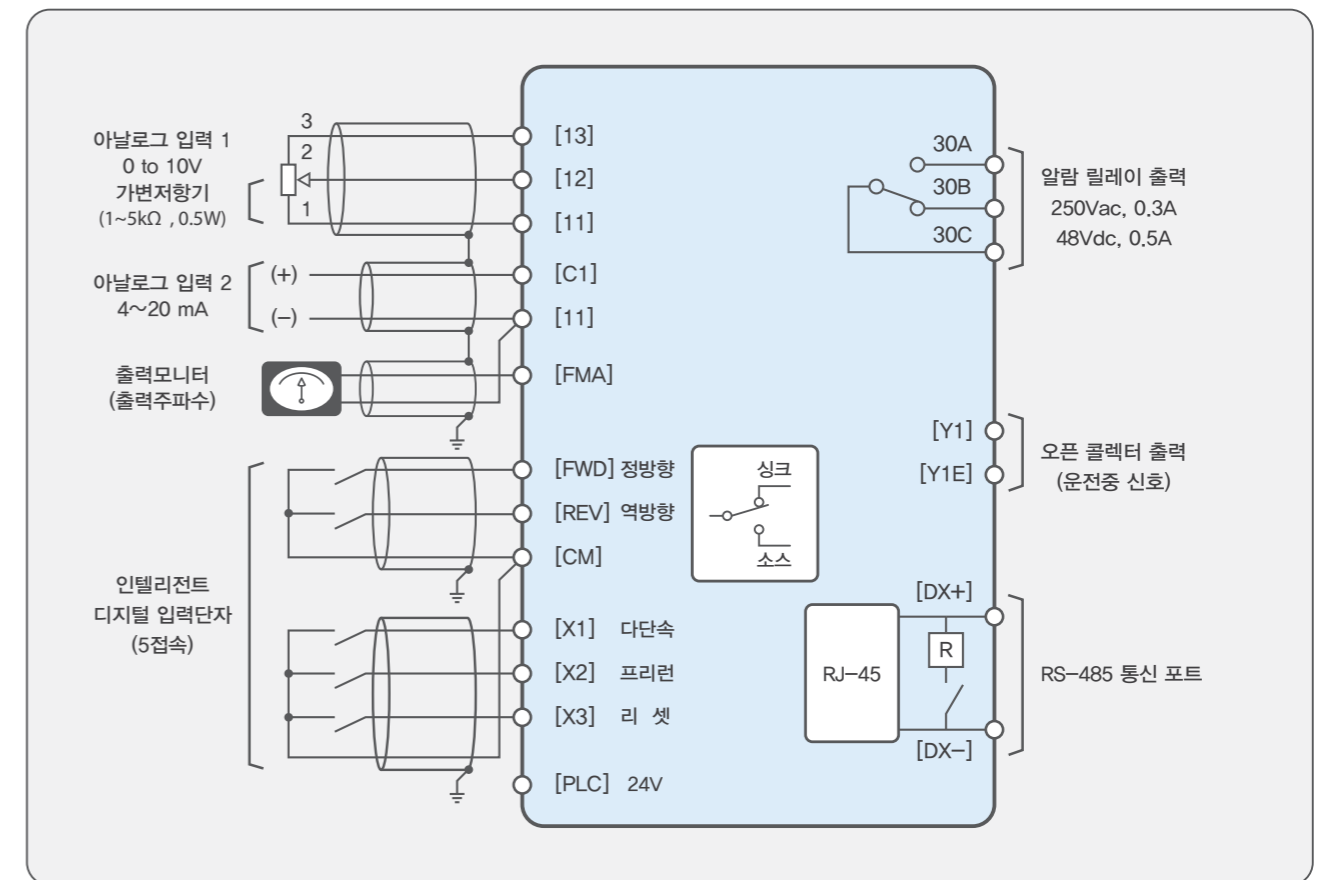 아날로그 입력 1
0 to 10V
가변저항기
(1~5kΩ , 0.5W)
3
2
1
[13]
[12]
[11]
아날로그 입력 2
4~20 mA
(+)
(−)
[C1]
[11]
출력모니터
(출력주파수)
[FMA]
인텔리전트
디지털 입력단자
(5접속)
[FWD] 정방향
[REV] 역방향
[CM]
[X1] 다단속
[X2] 프리런
[X3] 리 셋
[PLC] 24V
싱크
소스
30A
30B
30C
알람 릴레이 출력
250Vac, 0.3A
48Vdc, 0.5A
[Y1]
[Y1E]
오픈 콜렉터 출력
(운전중 신호)
[DX+]
R
RJ−45
[DX−]
RS−485 통신 포트